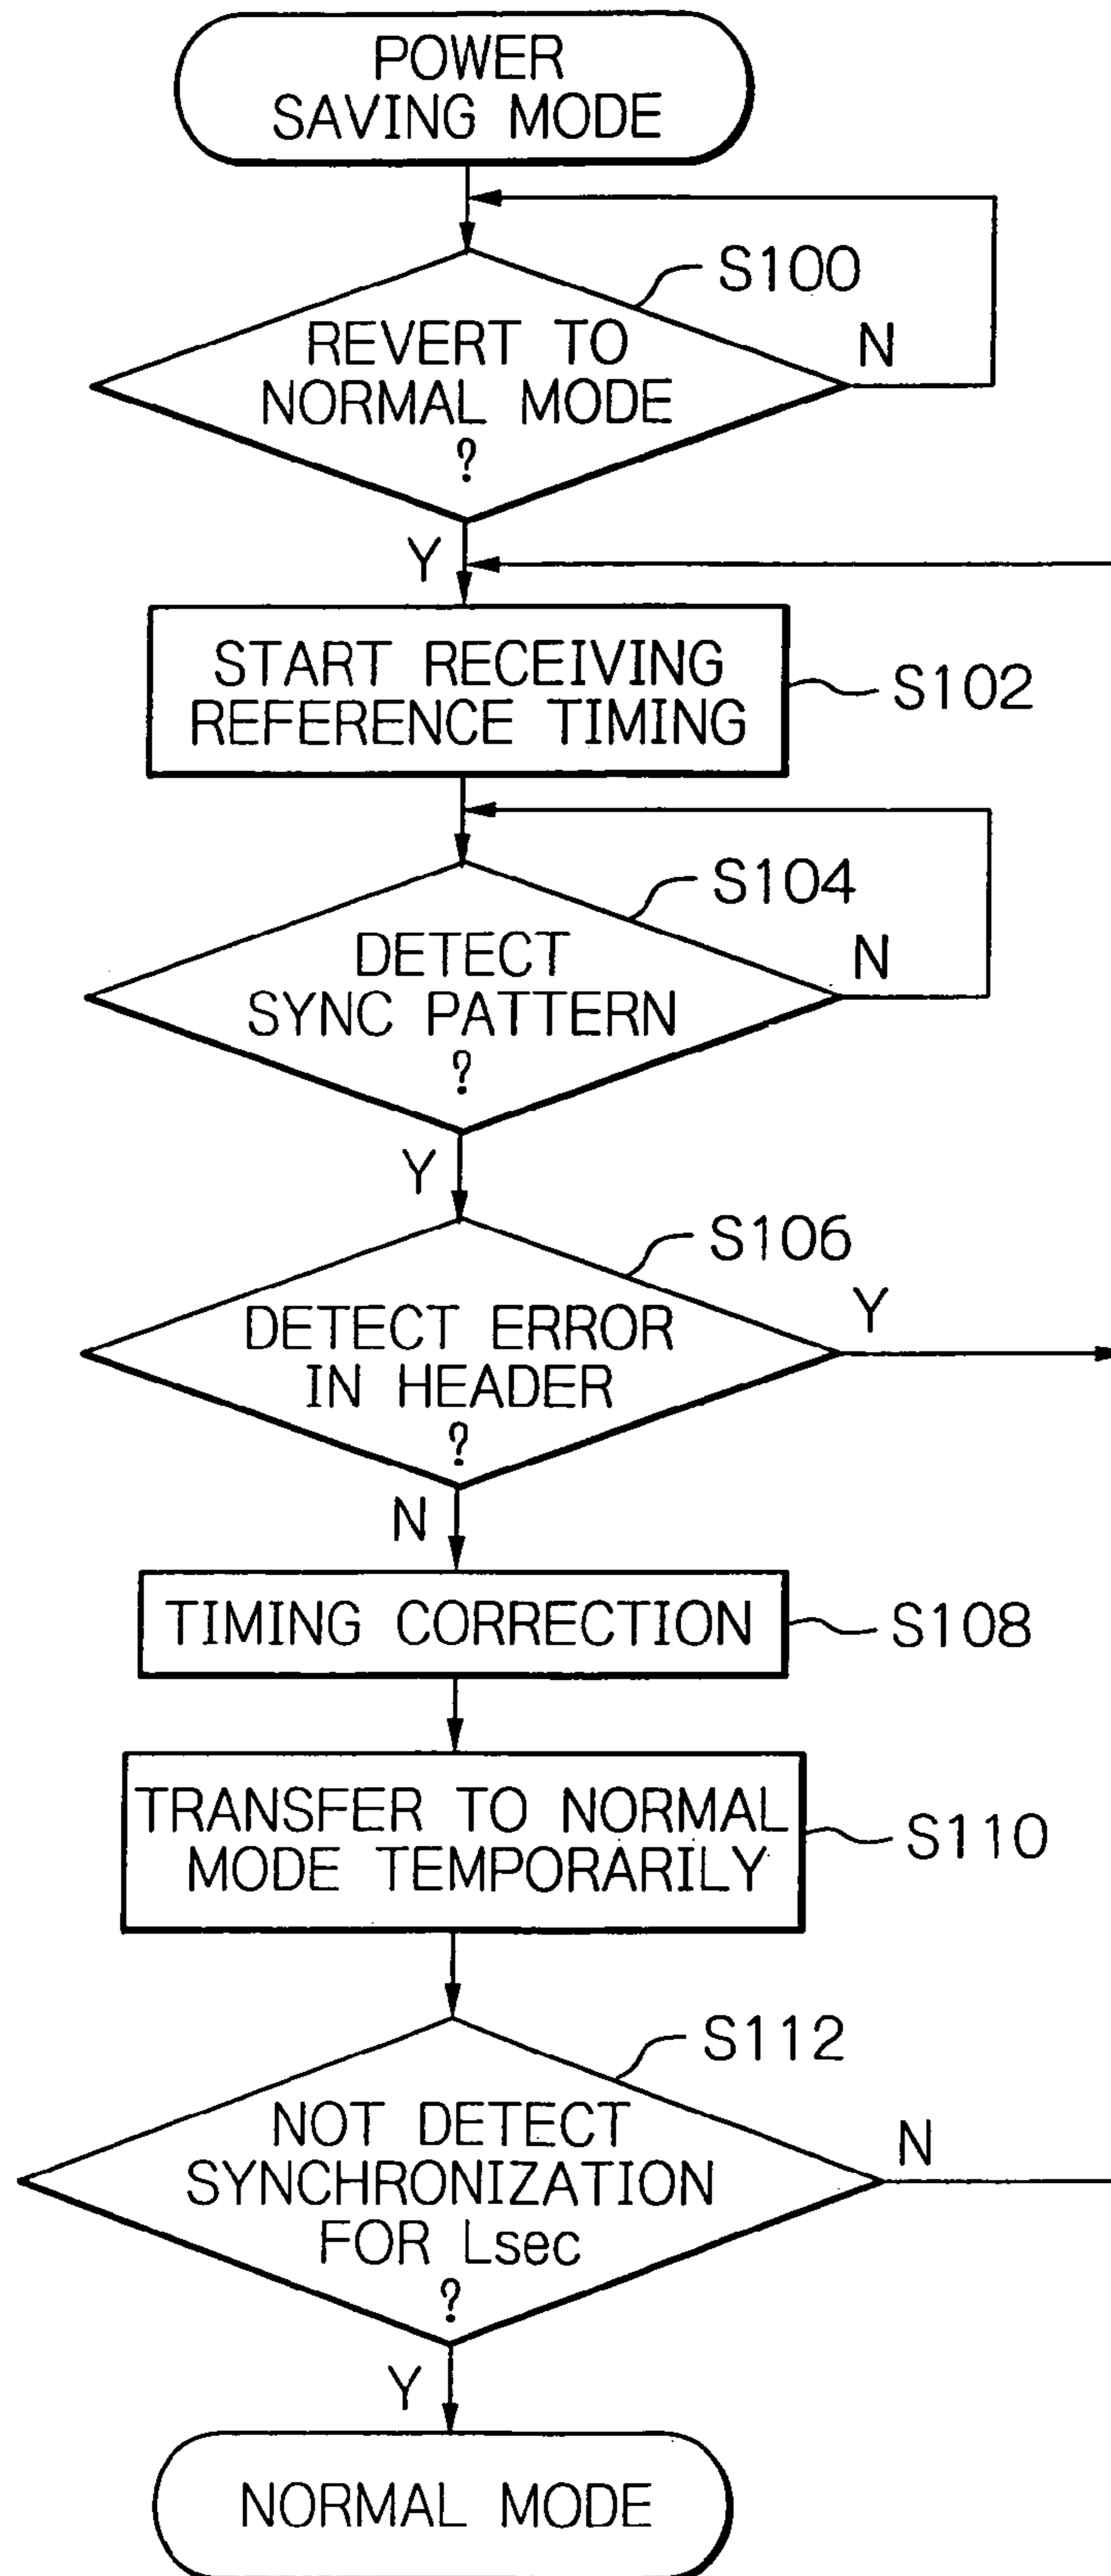 POWER
SAVING MODE
S100
REVERT TO
NORMAL MODE
?
N
Y
START RECEIVING
REFERENCE TIMING
S102
S104
DETECT
SYNC PATTERN
?
N
Y
S106
DETECT ERROR
IN HEADER
?
Y
N
TIMING CORRECTION
S108
TRANSFER TO NORMAL
MODE TEMPORARILY
S110
S112
NOT DETECT
SYNCHRONIZATION
FOR Lsec
?
N
Y
NORMAL MODE